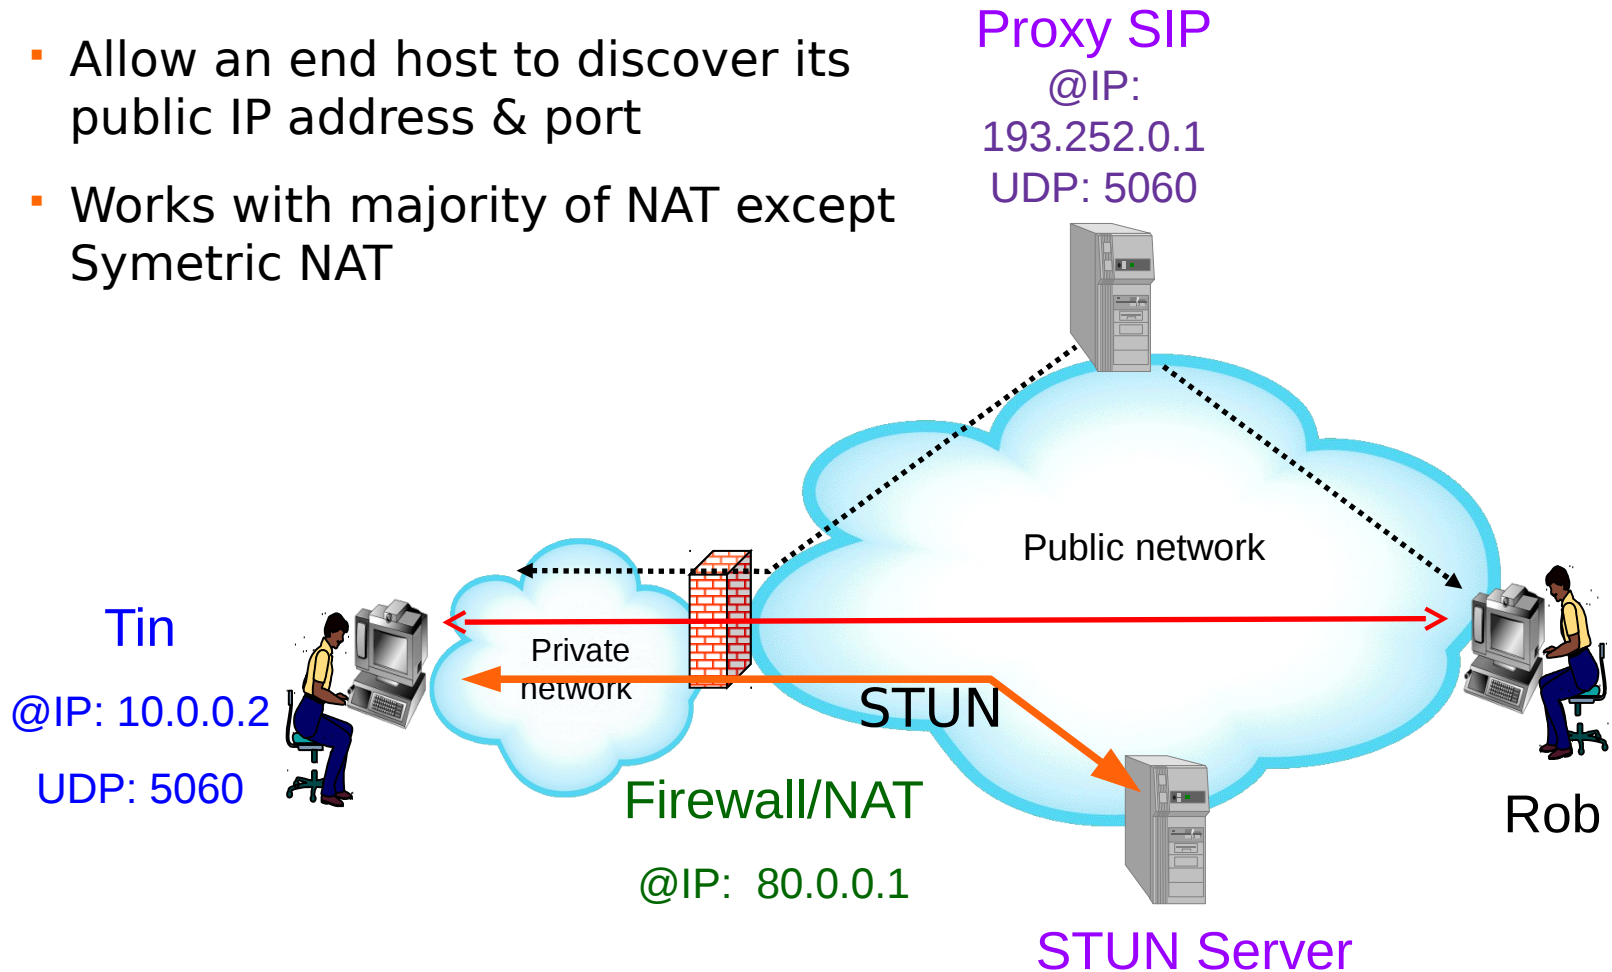 Allow an end host to discover its
public IP address & port
Works with majority of NAT except
Symetric NAT
Proxy SIP
@IP:
193.252.0.1
UDP: 5060
Public network
Tin
@IP: 10.0.0.2
UDP: 5060
Private
network
STUN
Firewall/NAT
@IP:  80.0.0.1
Rob
STUN Server